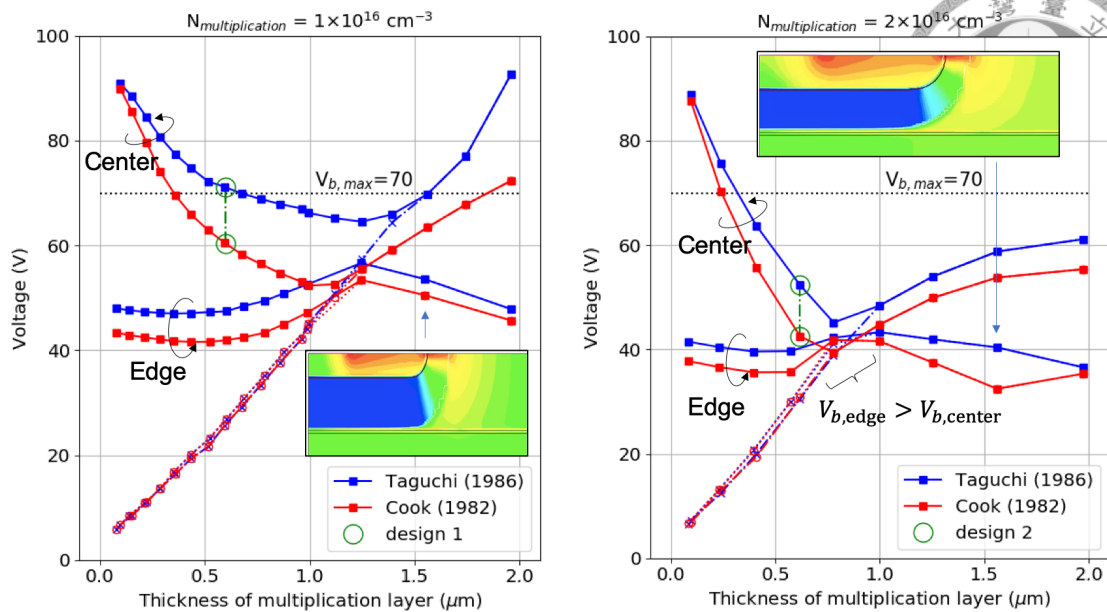 N_multiplication = 1×10^16 cm^−3
100
80
60
40
20
0
Voltage (V)
Center
Edge
V_b, max=70
Taguchi (1986)
Cook (1982)
design 1
0.0 0.5 1.0 1.5 2.0
Thickness of multiplication layer (μm)
N_multiplication = 2×10^16 cm^−3
100
80
60
40
20
0
Voltage (V)
Center
Edge
V_b, max=70
V_b,edge > V_b,center
Taguchi (1986)
Cook (1982)
design 2
0.0 0.5 1.0 1.5 2.0
Thickness of multiplication layer (μm)